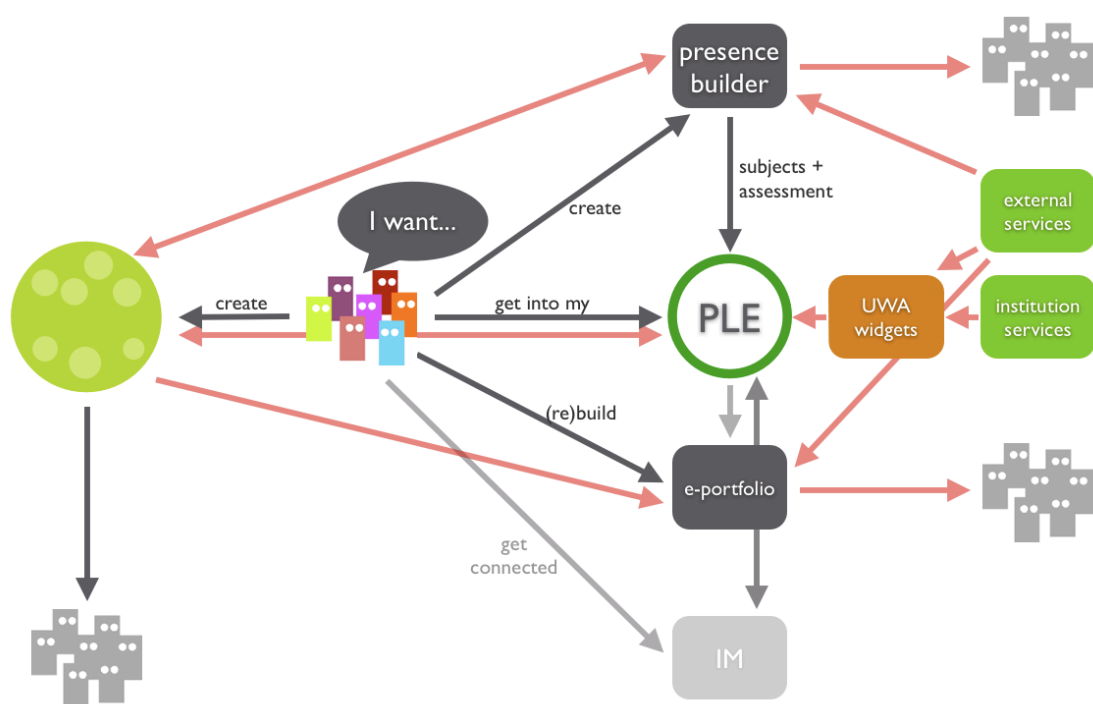 presence
builder
subjects +
assessment
external
services
create
I want...
create
get into my
PLE
UWA
widgets
institution
services
(re)build
e-portfolio
get
connected
IM